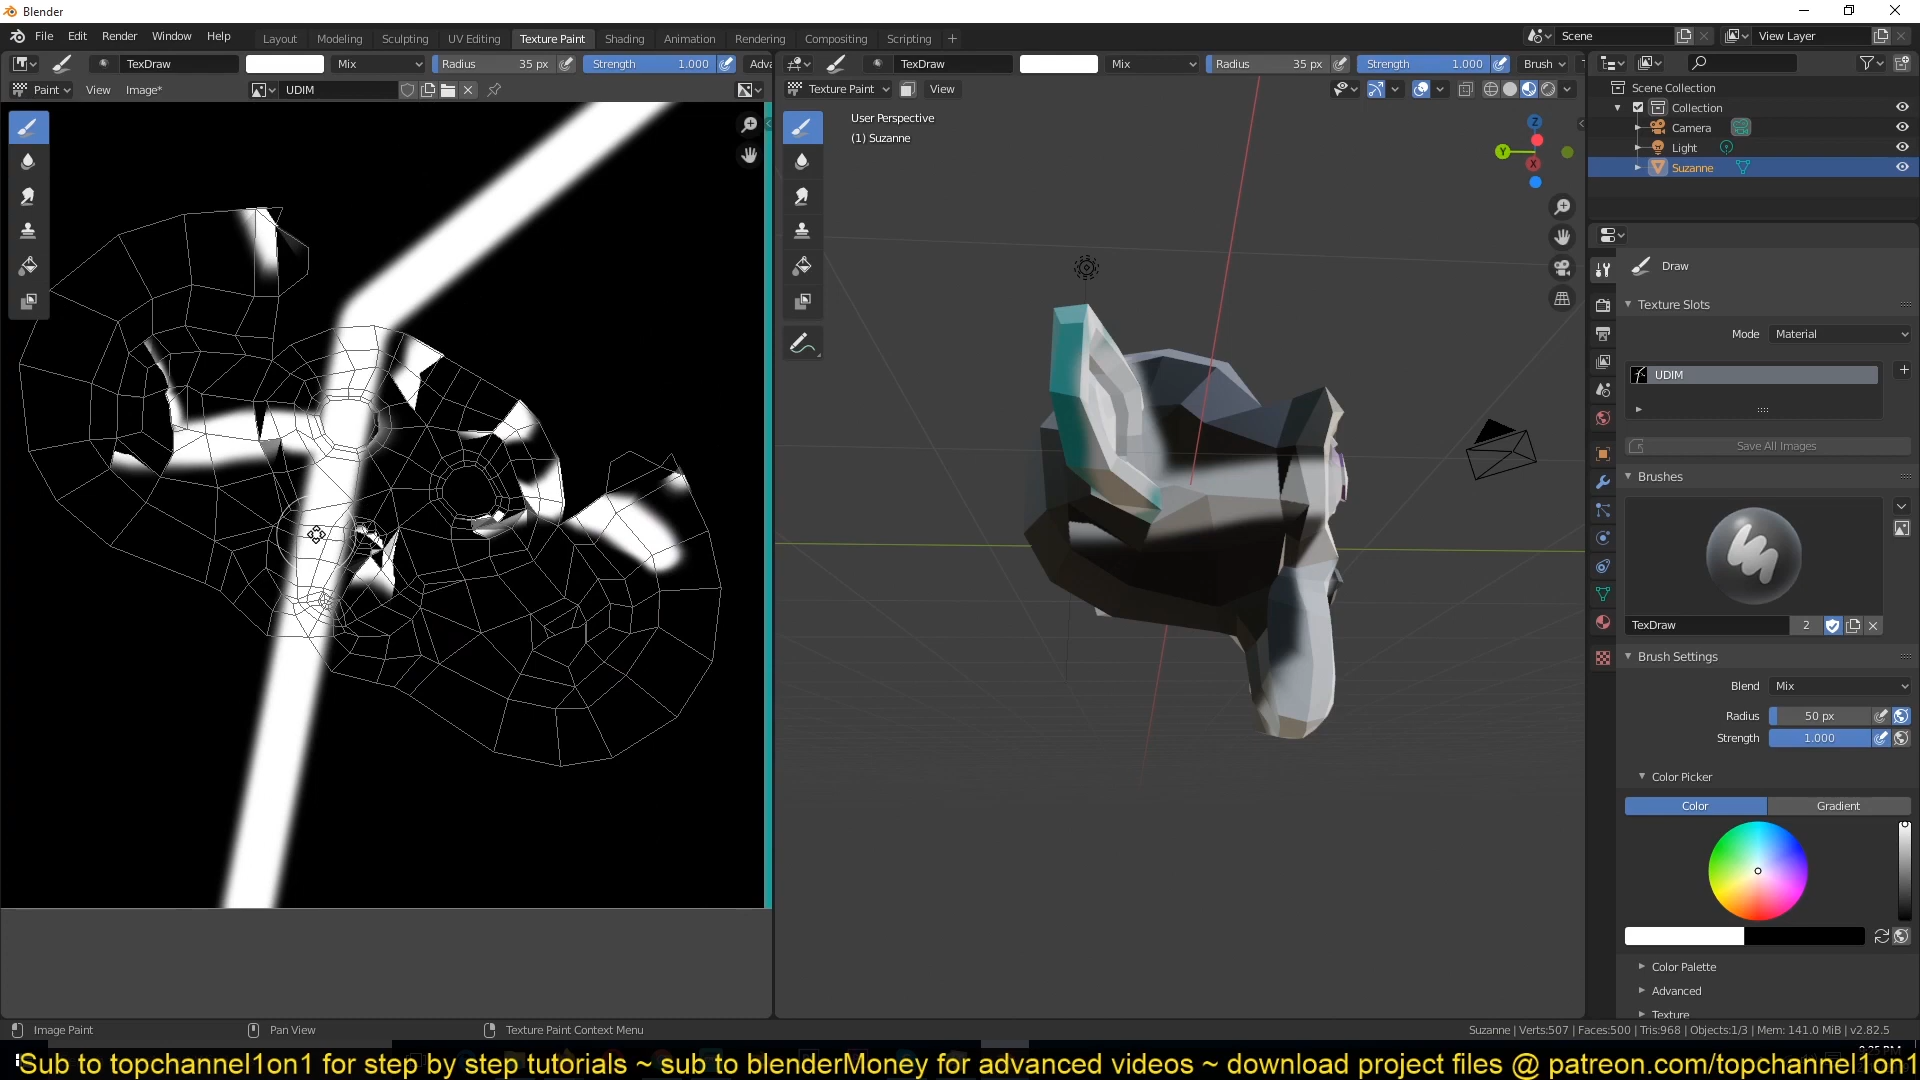 Blender
File Edit Render Window Help
Layout Modeling Sculpting UV Editing Texture Paint Shading Animation Rendering Compositing Scripting +
Scene View Layer
TexDraw Mix Radius 35 px Strength 1.000 Adva
TexDraw Mix Radius 35 px Strength 1.000 Brush
Paint View Image* UDIM
Texture Paint View
User Perspective
(1) Suzanne
Z
Y
X
Scene Collection
Collection
Camera
Light
Suzanne
Draw
Texture Slots
Mode Material
UDIM
Save All Images
Brushes
TexDraw 2
Brush Settings
Blend Mix
Radius 50 px
Strength 1.000
Color Picker
Color Gradient
Color Palette
Advanced
Texture
Image Paint Pan View Texture Paint Context Menu
Suzanne | Verts:507 | Faces:500 | Tris:968 | Objects:1/3 | Mem: 141.0 MiB | v2.82.5
Sub to topchannel1on1 for step by step tutorials ~ sub to blenderMoney for advanced videos ~ download project files @ patreon.com/topchannel1on1